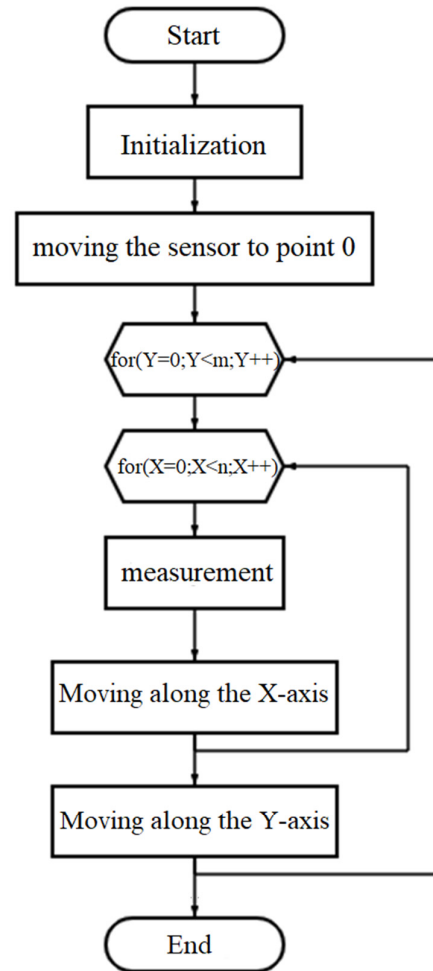 Start
Initialization
moving the sensor to point 0
for(Y=0;Y<m;Y++)
for(X=0;X<n;X++)
measurement
Moving along the X-axis
Moving along the Y-axis
End